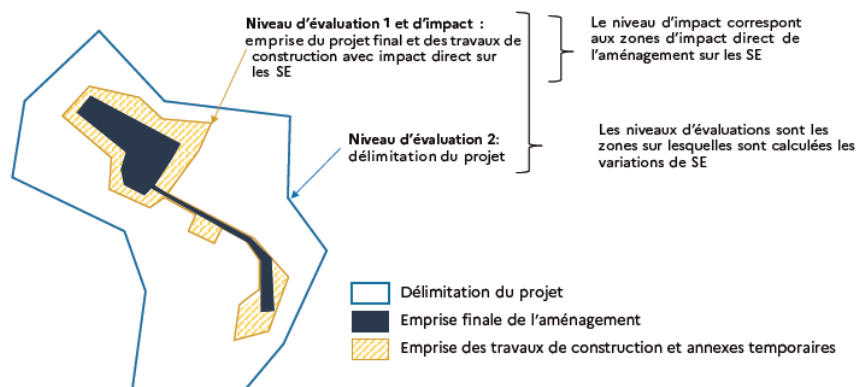 Niveau d'évaluation 1 et d'impact :
emprise du projet final et des travaux de
construction avec impact direct sur
les SE
Le niveau d'impact correspont
aux zones d'impact direct de
l'aménagement sur les SE
Niveau d'évaluation 2:
délimitation du projet
Les niveaux d'évaluations sont les
zones sur lesquelles sont calculées les
variations de SE
Délimitation du projet
Emprise finale de l'aménagement
Emprise des travaux de construction et annexes temporaires